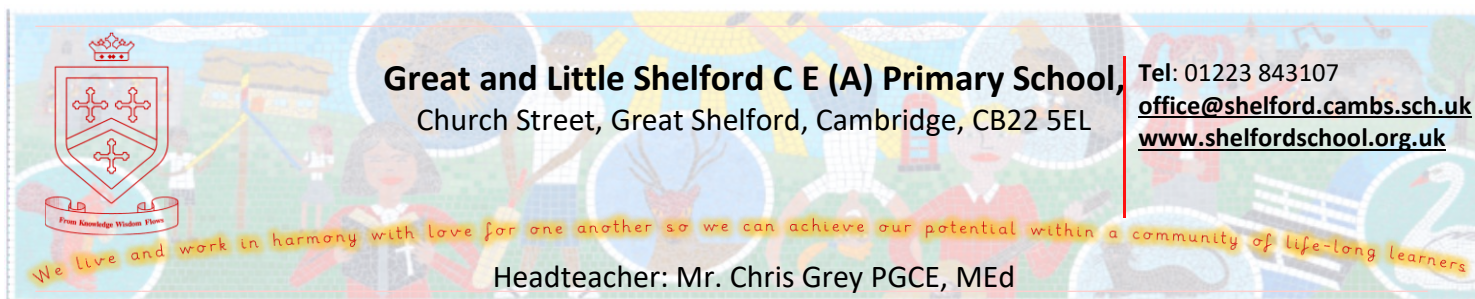 Great and Little Shelford C E (A) Primary School,
Church Street, Great Shelford, Cambridge, CB22 5EL
Tel: 01223 843107
office@shelford.cambs.sch.uk
www.shelfordschool.org.uk
From Knowledge Wisdom Flows
We live and work in harmony with love for one another so we can achieve our potential within a community of life-long learners
Headteacher: Mr. Chris Grey PGCE, MEd